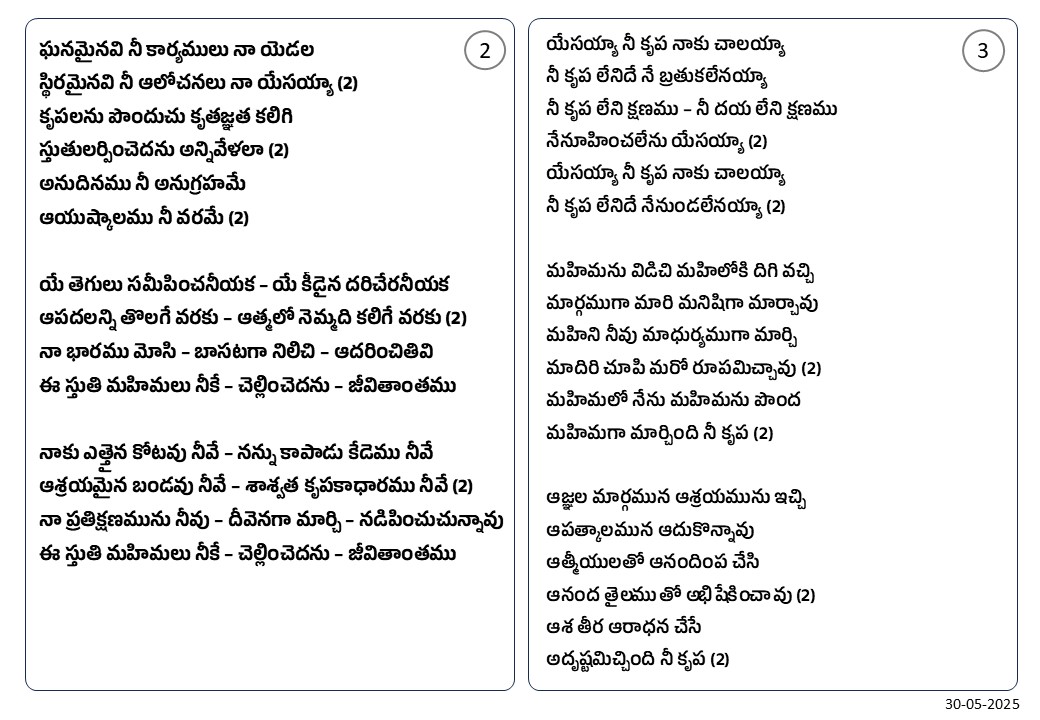 2
ఘనమైనవి నీ కార్యములు నా యెడల
స్థిరమైనవి నీ ఆలోచనలు నా యేసయ్యా (2)
కృపలను పొందుచు కృతజ్ఞత కలిగి
స్తుతులర్పించెదను అన్నివేళలా (2)
అనుదినము నీ అనుగ్రహమే
ఆయుష్కాలము నీ వరమే (2)
యే తెగులు సమీపించనీయక – యే కీడైన దరిచేరనీయక
ఆపదలన్ని తొలగే వరకు – ఆత్మలో నెమ్మది కలిగే వరకు (2)
నా భారము మోసి – బాసటగా నిలిచి – ఆదరించితివి
ఈ స్తుతి మహిమలు నీకే – చెల్లించెదను – జీవితాంతము
నాకు ఎత్తైన కోటవు నీవే – నన్ను కాపాడు కేడెము నీవే
ఆశ్రయమైన బండవు నీవే – శాశ్వత కృపకాధారము నీవే (2)
నా ప్రతిక్షణమును నీవు – దీవెనగా మార్చి – నడిపించుచున్నావు
ఈ స్తుతి మహిమలు నీకే – చెల్లించెదను – జీవితాంతము
3
యేసయ్యా నీ కృప నాకు చాలయ్యా
నీ కృప లేనిదే నే బ్రతుకలేనయ్యా
నీ కృప లేని క్షణము – నీ దయ లేని క్షణము
నేనూహించలేను యేసయ్యా (2)
యేసయ్యా నీ కృప నాకు చాలయ్యా
నీ కృప లేనిదే నేనుండలేనయ్యా (2)
మహిమను విడిచి మహిలోకి దిగి వచ్చి
మార్గముగా మారి మనిషిగా మార్చావు
మహిని నీవు మాధుర్యముగా మార్చి
మాదిరి చూపి మరో రూపమిచ్చావు (2)
మహిమలో నేను మహిమను పొంద
మహిమగా మార్చింది నీ కృప (2)
ఆజ్ఞల మార్గమున ఆశ్రయమును ఇచ్చి
ఆపత్కాలమున ఆదుకొన్నావు
ఆత్మీయులతో ఆనందింప చేసి
ఆనంద తైలము తో అభిషేకించావు (2)
ఆశ తీర ఆరాధన చేసే
అదృష్టమిచ్చింది నీ కృప (2)
30-05-2025